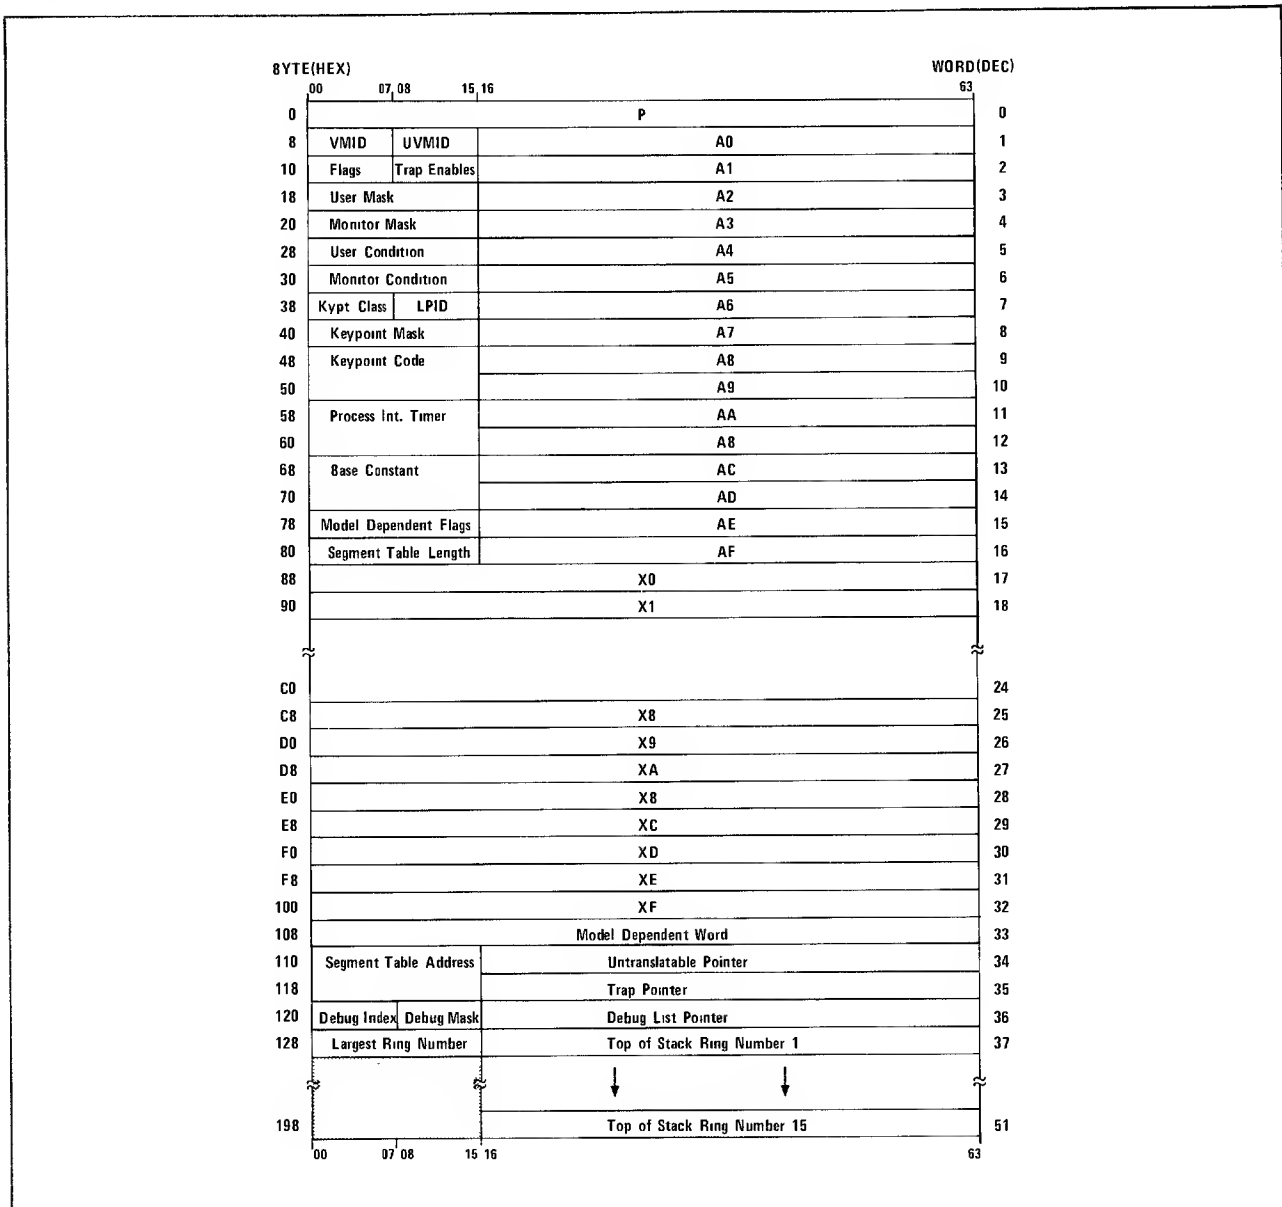 BYTE(HEX) WORD(DEC)
00 07 08 15 16 63
0 P 0
8 VMID UVMID A0 1
10 Flags Trap Enables A1 2
18 User Mask A2 3
20 Monitor Mask A3 4
28 User Condition A4 5
30 Monitor Condition A5 6
38 Kypt Class LPID A6 7
40 Keypoint Mask A7 8
48 Keypoint Code A8 9
50 A9 10
58 Process Int. Timer AA 11
60 A8 12
68 Base Constant AC 13
70 AD 14
78 Model Dependent Flags AE 15
80 Segment Table Length AF 16
88 X0 17
90 X1 18
C0 24
C8 X8 25
D0 X9 26
D8 XA 27
E0 X8 28
E8 XC 29
F0 XD 30
F8 XE 31
100 XF 32
108 Model Dependent Word 33
110 Segment Table Address Untranslatable Pointer 34
118 Trap Pointer 35
120 Debug Index Debug Mask Debug List Pointer 36
128 Largest Ring Number Top of Stack Ring Number 1 37
198 Top of Stack Ring Number 15 51
00 07 08 15 16 63